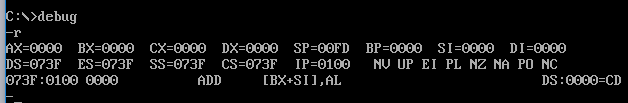 C:\>debug
-r
AX=0000  BX=0000  CX=0000  DX=0000  SP=00FD  BP=0000  SI=0000  DI=0000
DS=073F  ES=073F  SS=073F  CS=073F  IP=0100   NV UP EI PL NZ NA PO NC
073F:0100 0000          ADD     [BX+SI],AL                         DS:0000=CD
-_